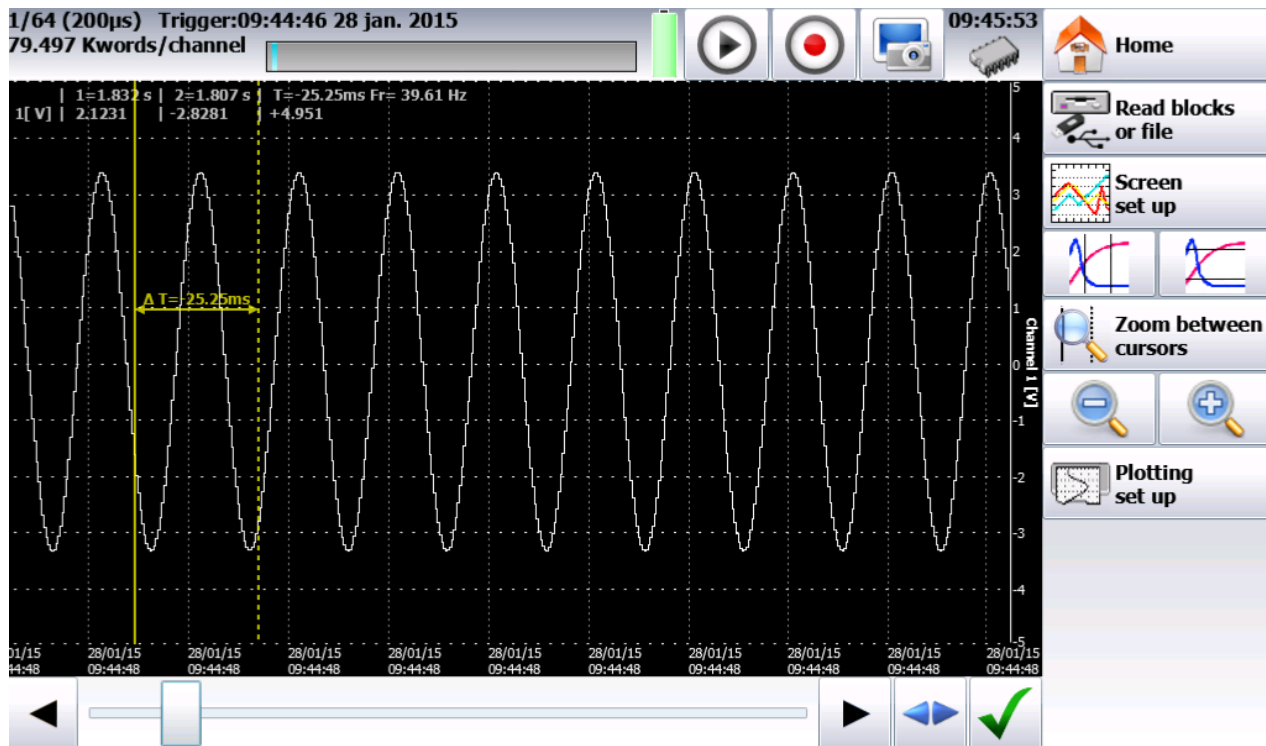 1/64 (200µs) Trigger:09:44:46 28 jan. 2015
79.497 Kwords/channel
09:45:53
Home
| 1=1.832 s | 2=1.807 s | T=-25.25ms Fr= 39.61 Hz
1[ V] | 2.1231 | -2.8281 | +4.951
Read blocks
or file
Screen
set up
Δ T=-25.25ms
Zoom between
cursors
Plotting
set up
5
4
3
2
1
0
-1
-2
-3
-4
-5
Channel 1 [V]
01/15 28/01/15 28/01/15 28/01/15 28/01/15 28/01/15 28/01/15 28/01/15 28/01/15 28/01/15 28/01/15
44:48 09:44:48 09:44:48 09:44:48 09:44:48 09:44:48 09:44:48 09:44:48 09:44:48 09:44:48 09:44:48